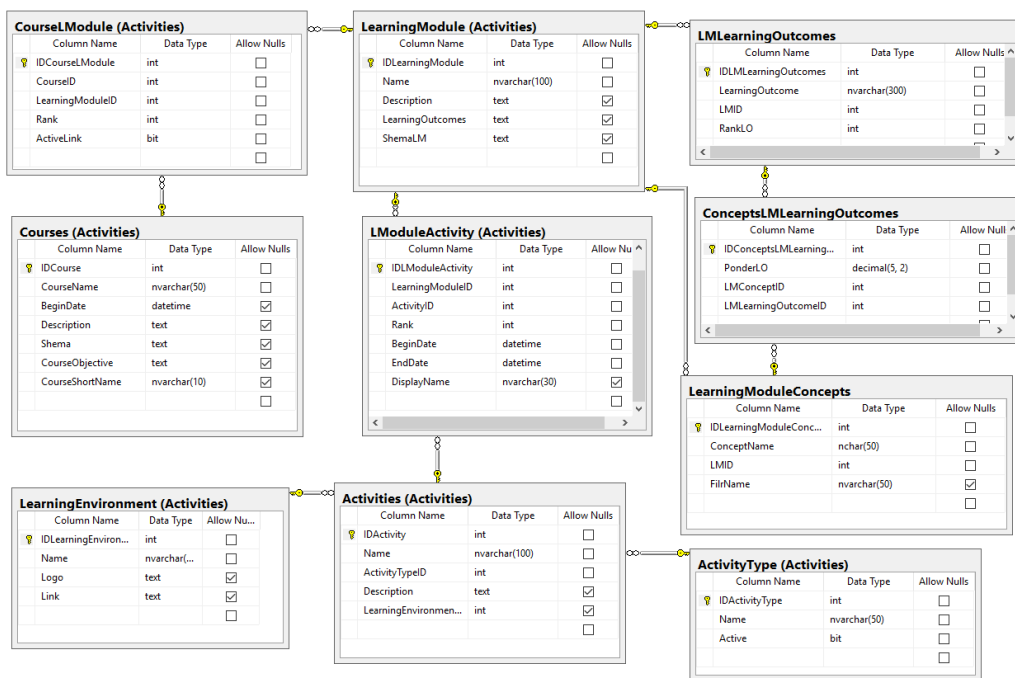 CourseLModule (Activities)
Column Name Data Type Allow Nulls
IDCourseLModule int
CourseID int
LearningModuleID int
Rank int
ActiveLink bit
LearningModule (Activities)
Column Name Data Type Allow Nulls
IDLearningModule int
Name nvarchar(100)
Description text
LearningOutcomes text
ShemaLM text
LMLearningOutcomes
Column Name Data Type Allow Nulls
IDLMLearningOutcomes int
LearningOutcome nvarchar(300)
LMID int
RankLO int
Courses (Activities)
Column Name Data Type Allow Nulls
IDCourse int
CourseName nvarchar(50)
BeginDate datetime
Description text
Shema text
CourseObjective text
CourseShortName nvarchar(10)
LModuleActivity (Activities)
Column Name Data Type Allow Nu
IDLModuleActivity int
LearningModuleID int
ActivityID int
Rank int
BeginDate datetime
EndDate datetime
DisplayName nvarchar(30)
ConceptsLMLearningOutcomes
Column Name Data Type Allow Null
IDConceptsLMLearning... int
PonderLO decimal(5, 2)
LMConceptID int
LMLearningOutcomeID int
LearningModuleConcepts
Column Name Data Type Allow Nulls
IDLearningModuleConc... int
ConceptName nchar(50)
LMID int
FilrName nvarchar(50)
LearningEnvironment (Activities)
Column Name Data Type Allow Nu...
IDLearningEnviron... int
Name nvarchar(...
Logo text
Link text
Activities (Activities)
Column Name Data Type Allow Nulls
IDActivity int
Name nvarchar(100)
ActivityTypeID int
Description text
LearningEnvironmen... int
ActivityType (Activities)
Column Name Data Type Allow Nulls
IDActivityType int
Name nvarchar(50)
Active bit